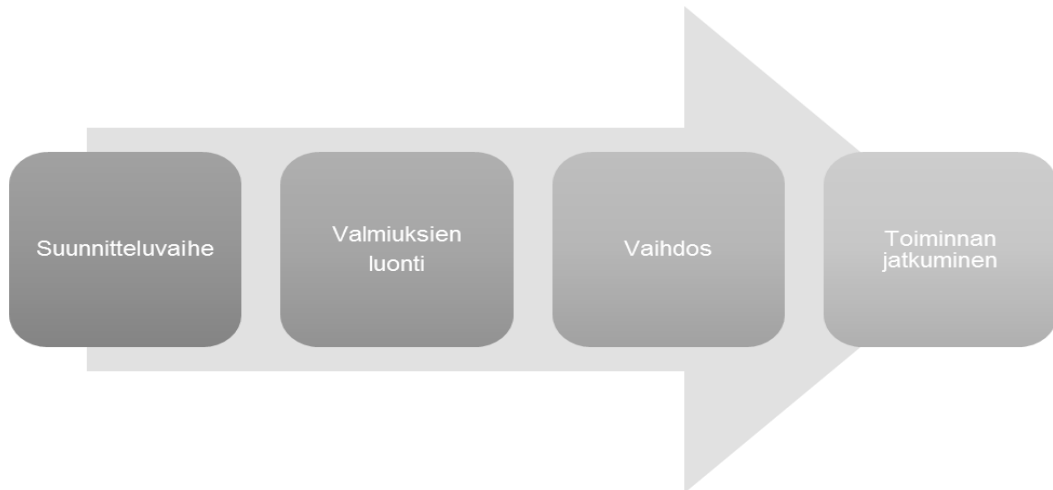 Suunnitteluvaihe
Valmiuksien
luonti
Vaihdos
Toiminnan
jatkuminen